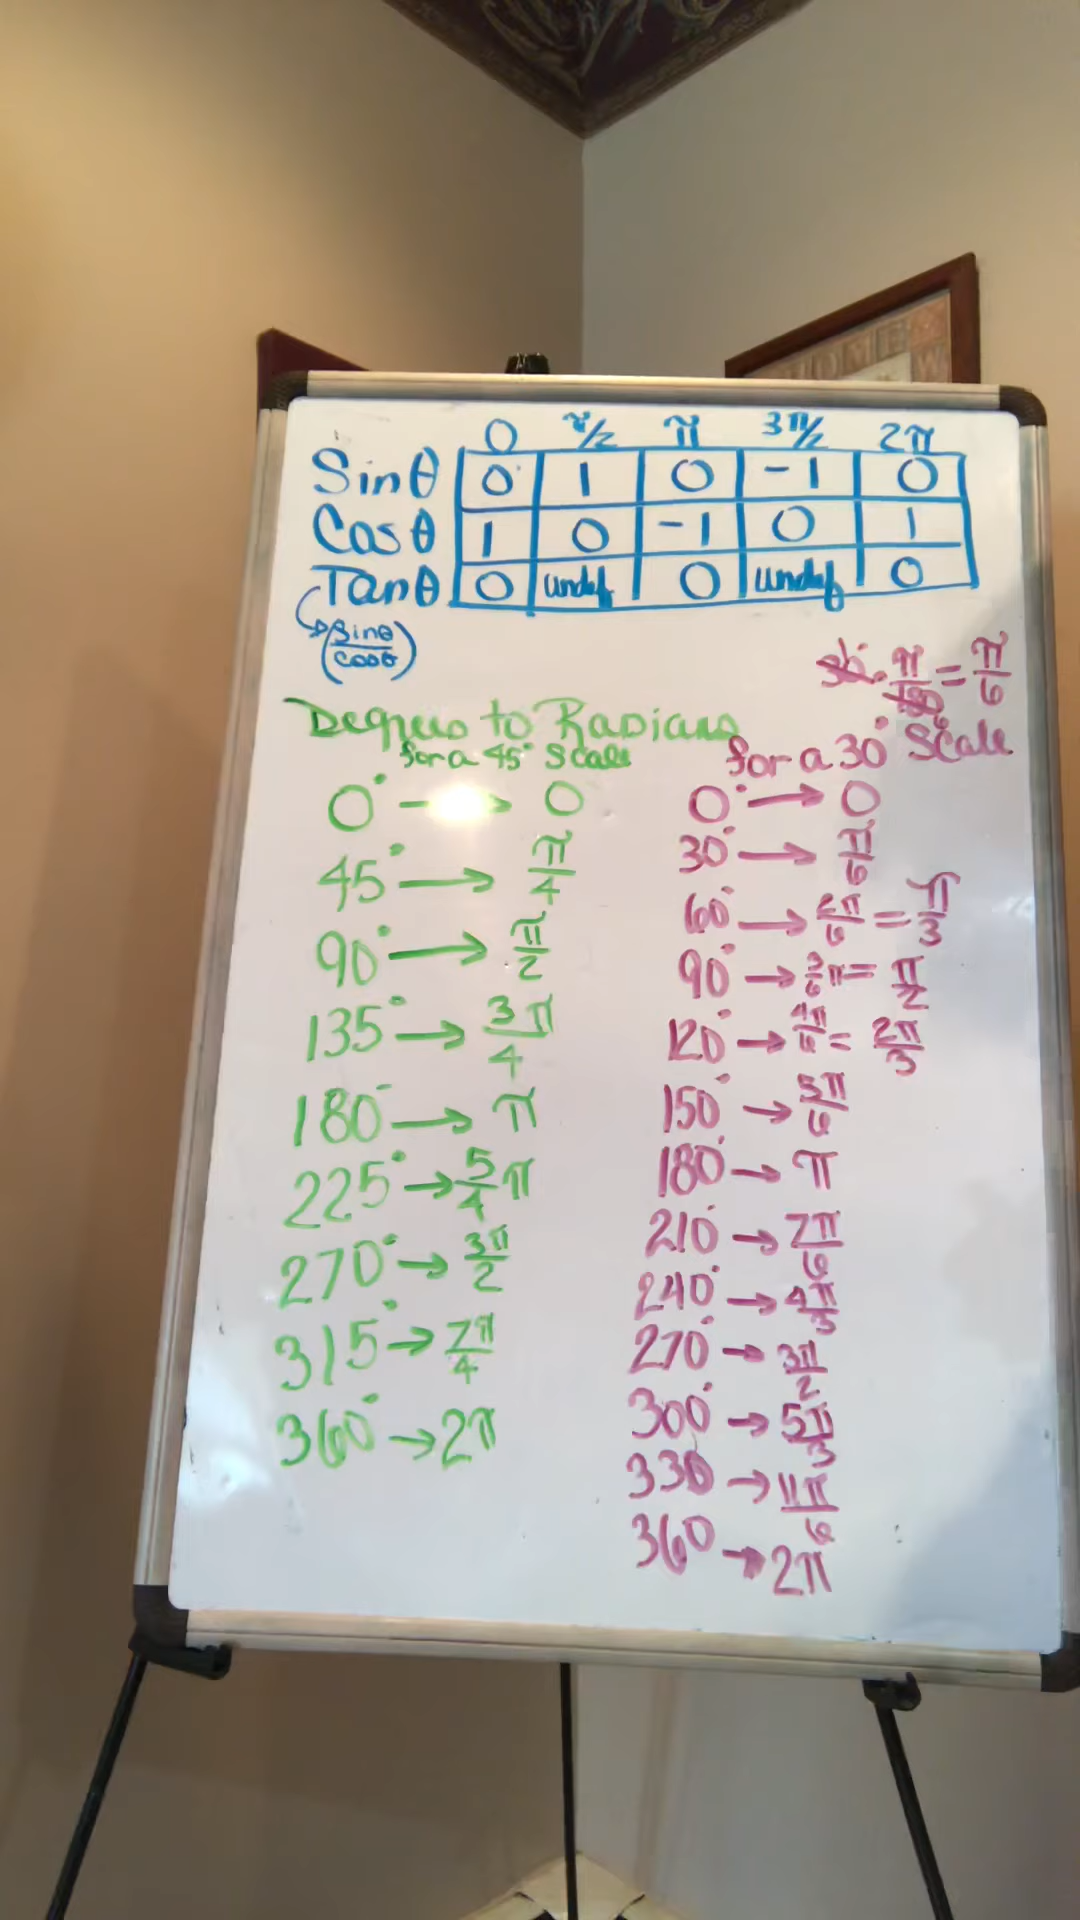 0 π/2 π 3π/2 2π
Sinθ 0 1 0 -1 0
Cosθ 1 0 -1 0 1
Tanθ 0 undef 0 undef 0
(sinθ/cosθ)
30 · π/180 = π/6
Degrees to Radians
for a 45° Scale
0° → 0
45° → π/4
90° → π/2
135° → 3π/4
180° → π
225° → 5/4 π
270° → 3π/2
315° → 7π/4
360° → 2π
for a 30° Scale
0° → 0
30° → π/6
60° → 2π/6 = π/3
90° → 3/6 π = π/2
120° → 4π/6 = 2π/3
150° → 5π/6
180° → π
210° → 7π/6
240° → 4π/3
270° → 3π/2
300° → 5π/3
330 → 11π/6
360 → 2π